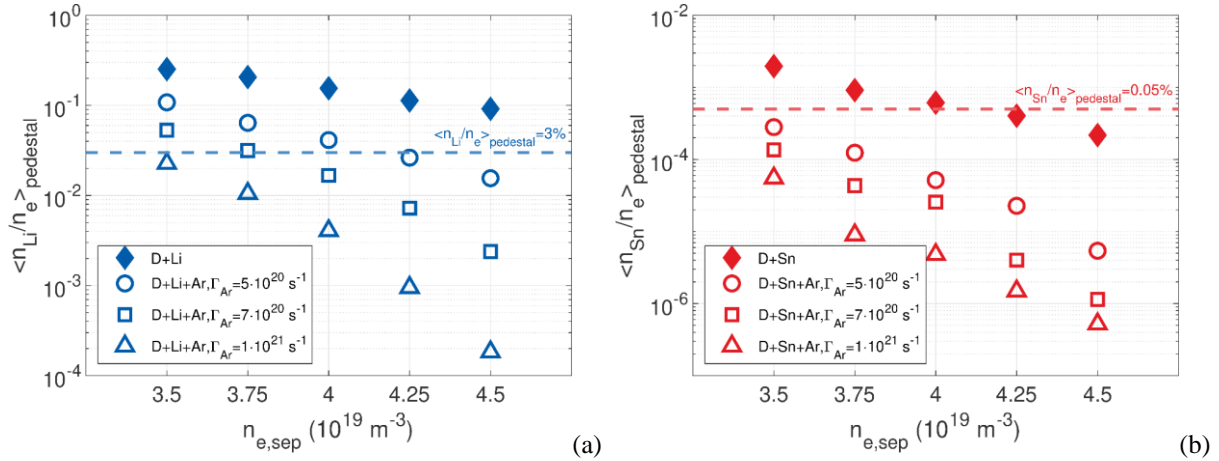 10^0
10^-1
10^-2
10^-3
10^-4
<n_Li/n_e>_pedestal
<n_Li/n_e>_pedestal=3%
D+Li
D+Li+Ar,Γ_Ar=5·10^20 s^-1
D+Li+Ar,Γ_Ar=7·10^20 s^-1
D+Li+Ar,Γ_Ar=1·10^21 s^-1
3.5 3.75 4 4.25 4.5
n_e,sep (10^19 m^-3)
(a)
10^-2
10^-4
10^-6
<n_Sn/n_e>_pedestal
<n_Sn/n_e>_pedestal=0.05%
D+Sn
D+Sn+Ar,Γ_Ar=5·10^20 s^-1
D+Sn+Ar,Γ_Ar=7·10^20 s^-1
D+Sn+Ar,Γ_Ar=1·10^21 s^-1
3.5 3.75 4 4.25 4.5
n_e,sep (10^19 m^-3)
(b)